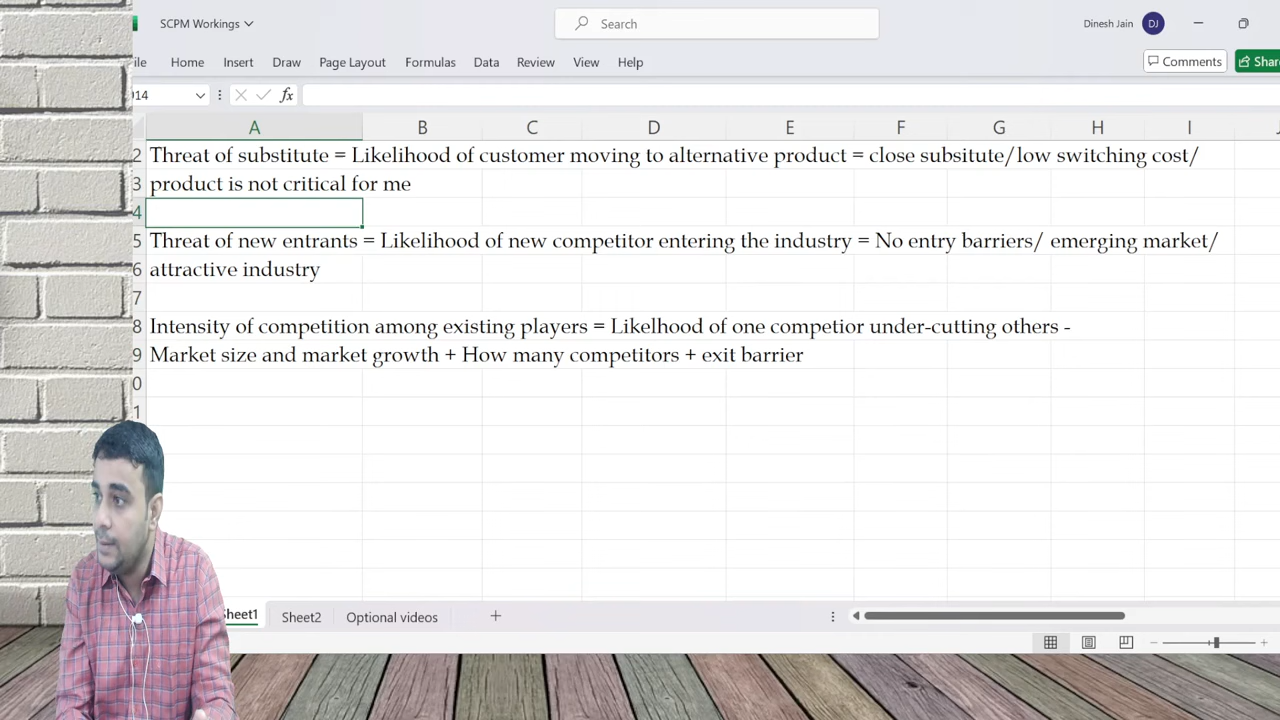 SCPM Workings
Search
Dinesh Jain
DJ
ile
Home
Insert
Draw
Page Layout
Formulas
Data
Review
View
Help
Comments
Share
14
fx
A
B
C
D
E
F
G
H
I
2
Threat of substitute = Likelihood of customer moving to alternative product = close subsitute/low switching cost/
3
product is not critical for me
4
5
Threat of new entrants = Likelihood of new competitor entering the industry = No entry barriers/ emerging market/
6
attractive industry
7
8
Intensity of competition among existing players = Likelhood of one competior under-cutting others -
9
Market size and market growth + How many competitors + exit barrier
0
1
Sheet1
Sheet2
Optional videos